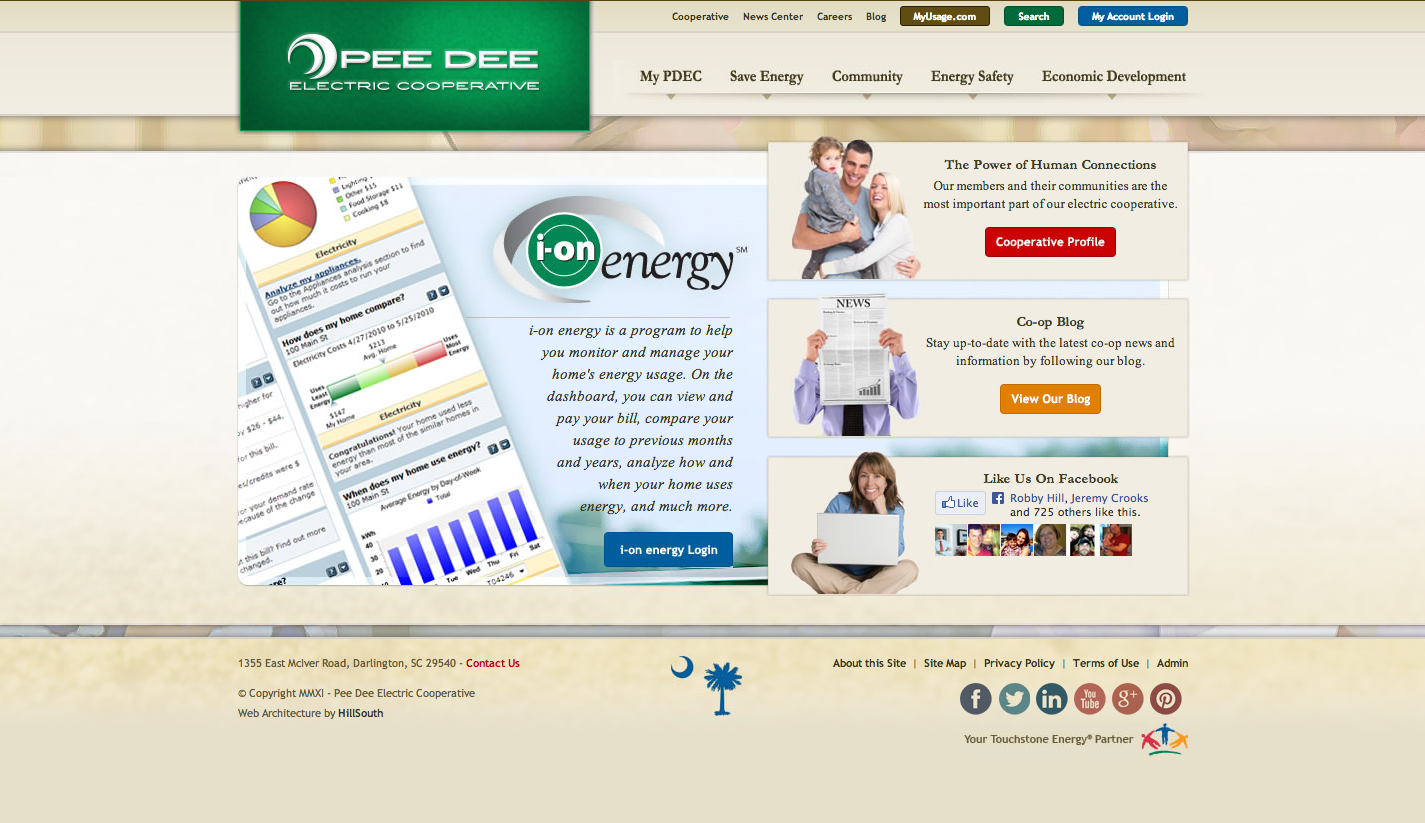 Cooperative News Center Careers Blog MyUsage.com Search My Account Login
PEE DEE
ELECTRIC COOPERATIVE
My PDEC Save Energy Community Energy Safety Economic Development
Lighting
Other $15
Food Storage $11
Cooking $8
Electricity
Analyze my appliances.
Go to the Appliances analysis section to find
out how much it costs to run your
appliances.
How does my home compare?
100 Main St
Electricity Costs 4/27/2010 to 5/25/2010
$213
Avg. Home
Uses
Most
Energy
Uses
Least
Energy
$147
My Home
Electricity
Congratulations! Your home used less
energy than most of the similar homes in
your area.
When does my home use energy?
100 Main St
Average Energy by Day-of-Week
Total
kWh
40
30
20
Tue Wed Thu Fri Sat
T04246
higher for
by $26 - $44,
for this bill.
es/credits were $
or your demand rate
ecause of the change
t this bill? Find out more
changed.
re?
i-on energy SM
i-on energy is a program to help
you monitor and manage your
home's energy usage. On the
dashboard, you can view and
pay your bill, compare your
usage to previous months
and years, analyze how and
when your home uses
energy, and much more.
i-on energy Login
The Power of Human Connections
Our members and their communities are the
most important part of our electric cooperative.
Cooperative Profile
NEWS
Co-op Blog
Stay up-to-date with the latest co-op news and
information by following our blog.
View Our Blog
Like Us On Facebook
Like Robby Hill, Jeremy Crooks
and 725 others like this.
1355 East McIver Road, Darlington, SC 29540 - Contact Us
© Copyright MMXI - Pee Dee Electric Cooperative
Web Architecture by HillSouth
About this Site | Site Map | Privacy Policy | Terms of Use | Admin
f in You Tube g+
Your Touchstone Energy® Partner